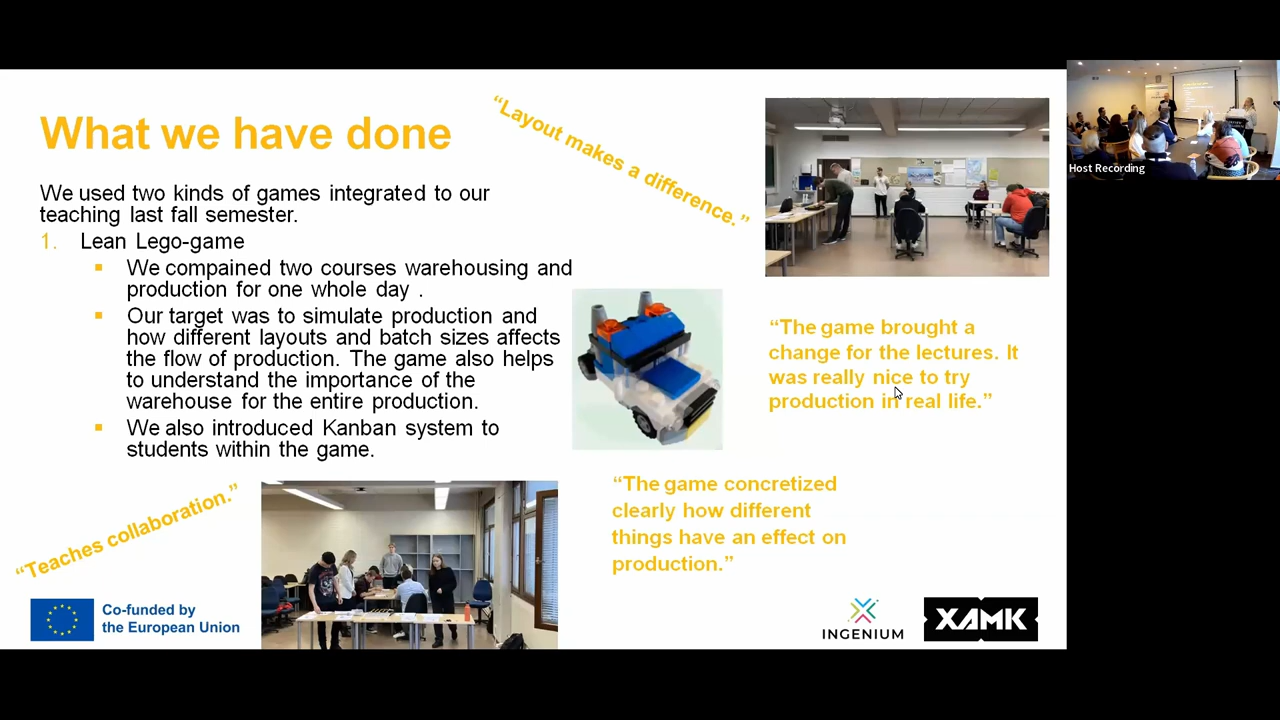 What we have done
We used two kinds of games integrated to our
teaching last fall semester.
1. Lean Lego-game
▪ We compained two courses warehousing and
production for one whole day .
▪ Our target was to simulate production and
how different layouts and batch sizes affects
the flow of production. The game also helps
to understand the importance of the
warehouse for the entire production.
▪ We also introduced Kanban system to
students within the game.
“Layout makes a difference.”
“The game brought a
change for the lectures. It
was really nice to try
production in real life.”
“The game concretized
clearly how different
things have an effect on
production.”
“Teaches collaboration.”
Co-funded by
the European Union
INGENIUM
XAMK
Host Recording